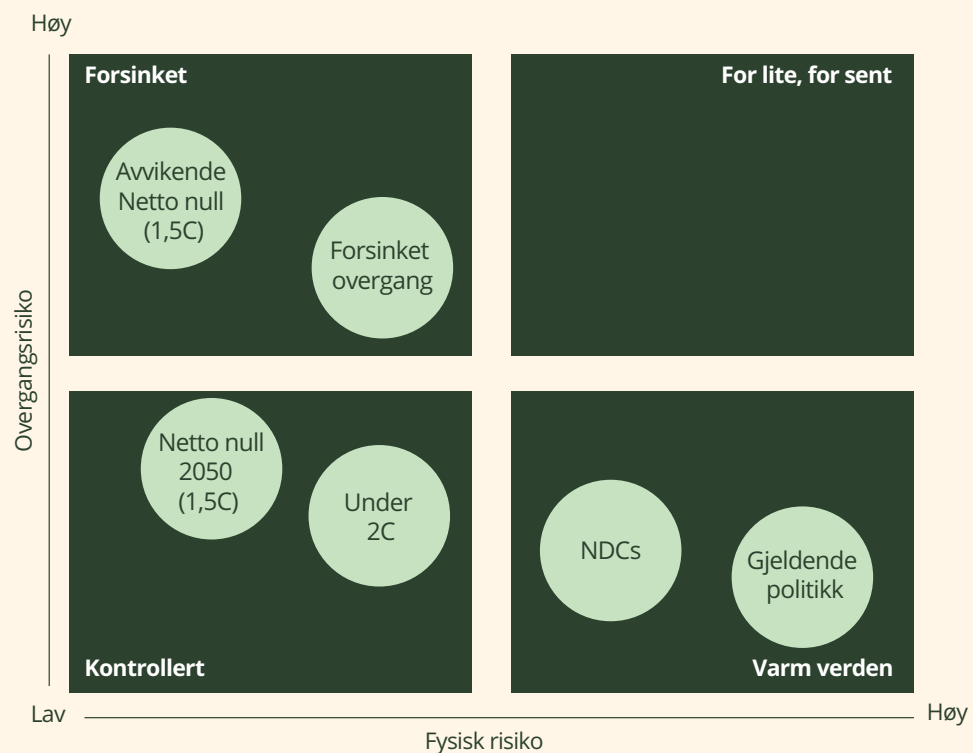 Høy
Forsinket
For lite, for sent
Avvikende
Netto null
(1,5C)
Forsinket
overgang
Overgangsrisiko
Netto null
2050
(1,5C)
Under
2C
NDCs
Gjeldende
politikk
Kontrollert
Varm verden
Lav
Høy
Fysisk risiko